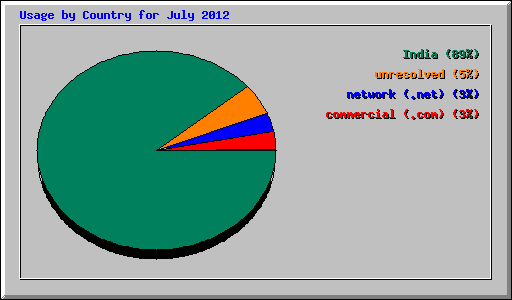 Usage by Country for July 2012
India (89%)
unresolved (5%)
network (.net) (3%)
commercial (.com) (3%)